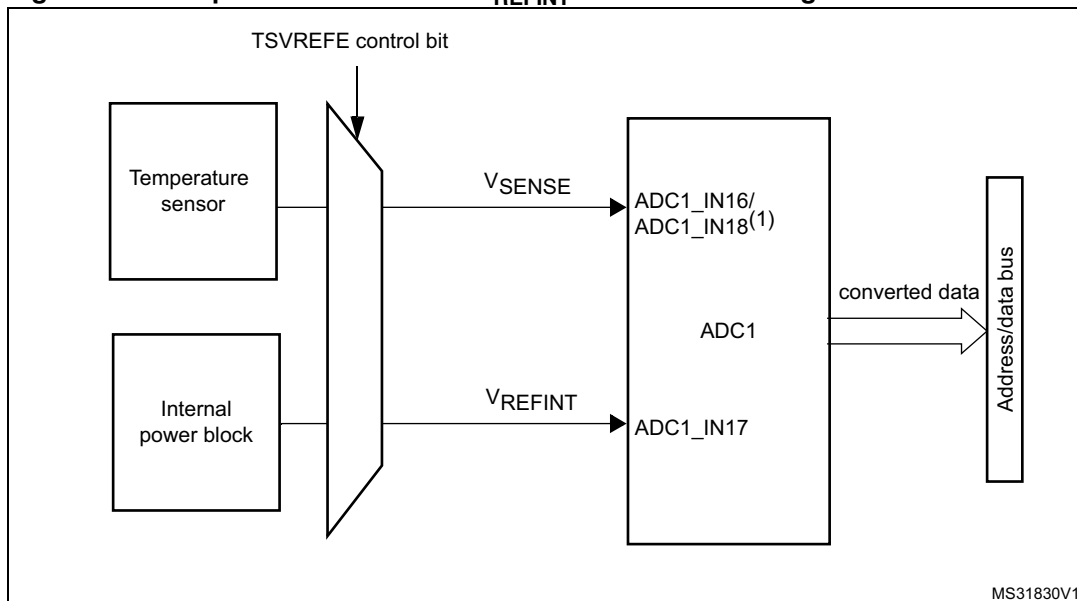 REFINT
TSVREFE control bit
Temperature
sensor
VSENSE
ADC1_IN16/
ADC1_IN18(1)
converted data
Address/data bus
ADC1
Internal
power block
VREFINT
ADC1_IN17
MS31830V1